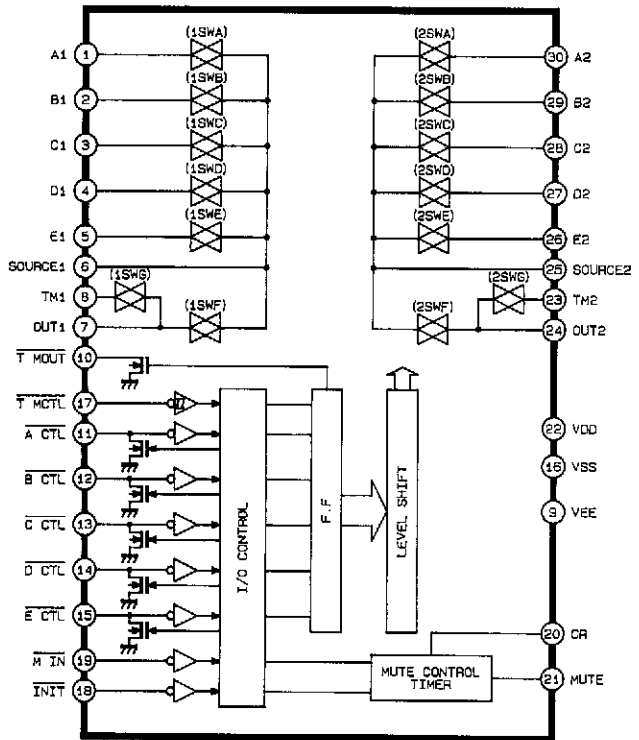 (1SWA) (2SWA)
A1 1 30 A2
(1SWB) (2SWB)
B1 2 29 B2
(1SWC) (2SWC)
C1 3 28 C2
(1SWD) (2SWD)
D1 4 27 D2
(1SWE) (2SWE)
E1 5 26 E2
SOURCE1 6 25 SOURCE2
(1SWG) (2SWG)
TM1 8 23 TM2
(1SWF) (2SWF)
OUT1 7 24 OUT2
T MOUT 10
T MCTL 17
A CTL 11 22 VDD
B CTL 12 16 VSS
C CTL 13 9 VEE
D CTL 14
E CTL 15
I/O CONTROL
F.F
LEVEL SHIFT
20 CR
M IN 19
MUTE CONTROL
TIMER
21 MUTE
INIT 18